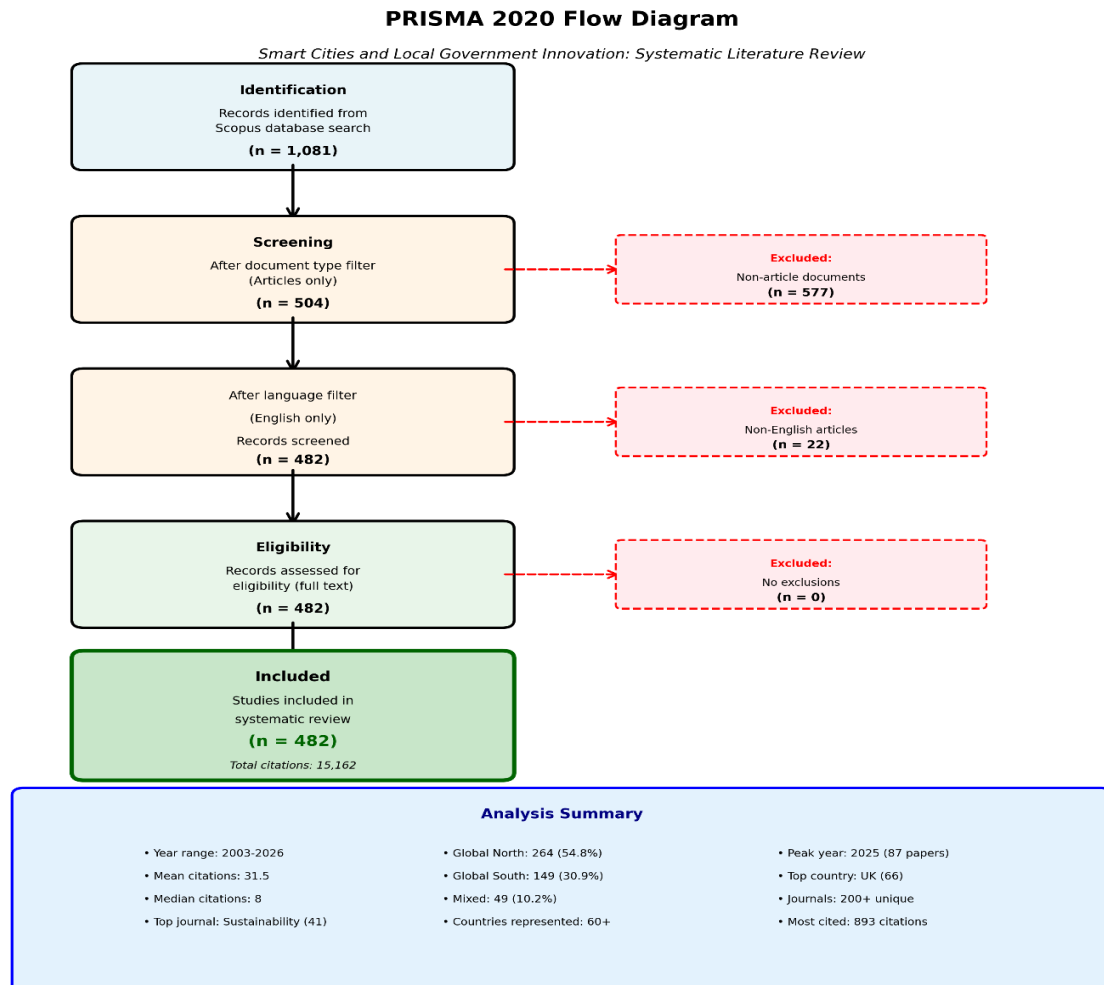 PRISMA 2020 Flow Diagram
Smart Cities and Local Government Innovation: Systematic Literature Review
Identification
Records identified from
Scopus database search
(n = 1,081)
Screening
After document type filter
(Articles only)
(n = 504)
Excluded:
Non-article documents
(n = 577)
After language filter
(English only)
Records screened
(n = 482)
Excluded:
Non-English articles
(n = 22)
Eligibility
Records assessed for
eligibility (full text)
(n = 482)
Excluded:
No exclusions
(n = 0)
Included
Studies included in
systematic review
(n = 482)
Total citations: 15,162
Analysis Summary
• Year range: 2003-2026
• Mean citations: 31.5
• Median citations: 8
• Top journal: Sustainability (41)
• Global North: 264 (54.8%)
• Global South: 149 (30.9%)
• Mixed: 49 (10.2%)
• Countries represented: 60+
• Peak year: 2025 (87 papers)
• Top country: UK (66)
• Journals: 200+ unique
• Most cited: 893 citations